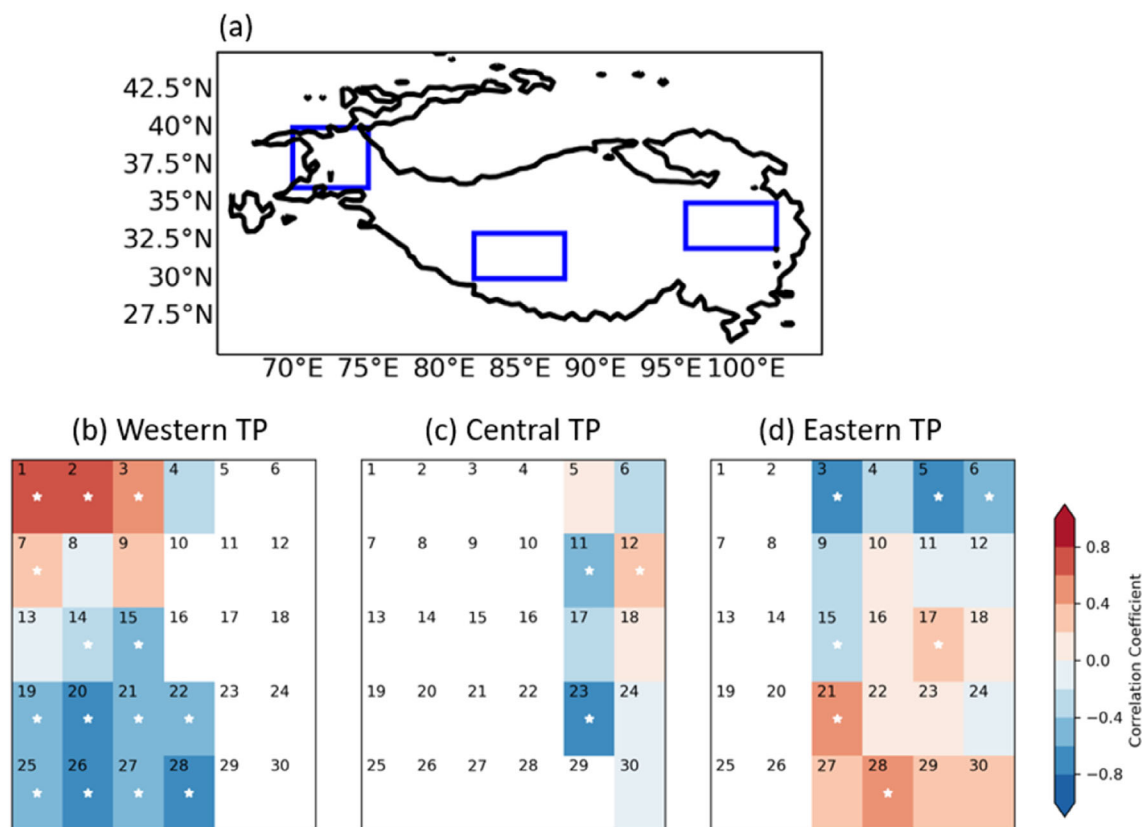 (a)
42.5°N
40°N
37.5°N
35°N
32.5°N
30°N
27.5°N
70°E 75°E 80°E 85°E 90°E 95°E 100°E
(b) Western TP
1 2 3 4 5 6
7 8 9 10 11 12
13 14 15 16 17 18
19 20 21 22 23 24
25 26 27 28 29 30
(c) Central TP
1 2 3 4 5 6
7 8 9 10 11 12
13 14 15 16 17 18
19 20 21 22 23 24
25 26 27 28 29 30
(d) Eastern TP
1 2 3 4 5 6
7 8 9 10 11 12
13 14 15 16 17 18
19 20 21 22 23 24
25 26 27 28 29 30
0.8
0.4
0.0
−0.4
−0.8
Correlation Coefficient